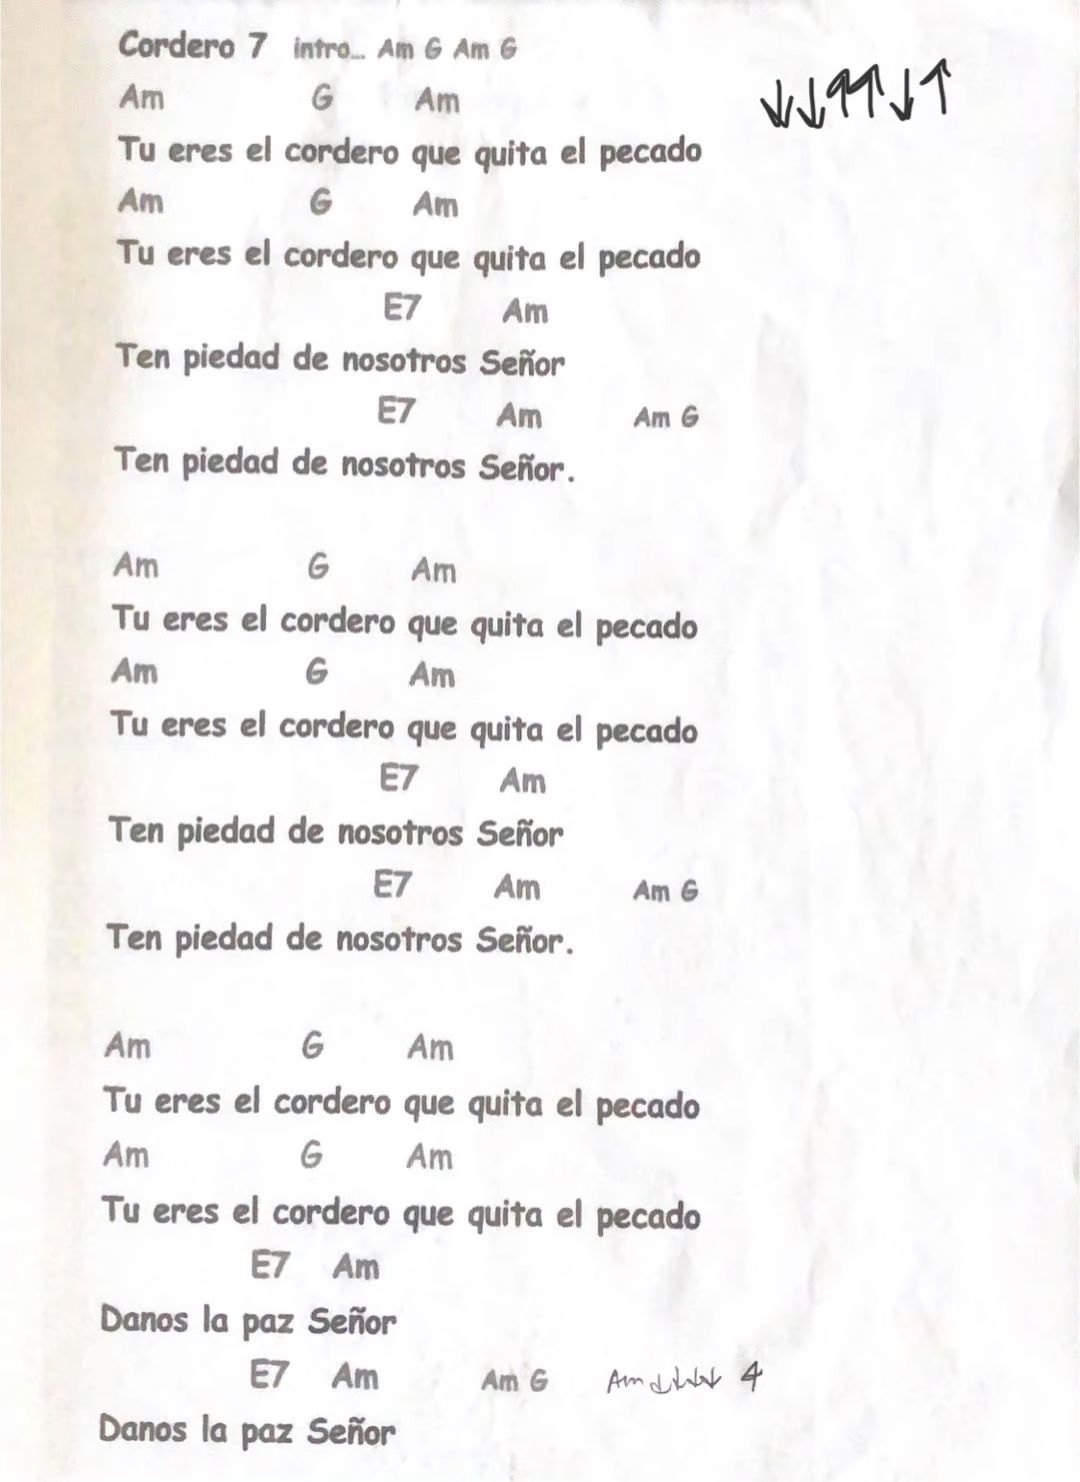 Cordero 7 intro... Am G Am G
↓↓↑↑↓↑
Am G Am
Tu eres el cordero que quita el pecado
Am G Am
Tu eres el cordero que quita el pecado
E7 Am
Ten piedad de nosotros Señor
E7 Am Am G
Ten piedad de nosotros Señor.
Am G Am
Tu eres el cordero que quita el pecado
Am G Am
Tu eres el cordero que quita el pecado
E7 Am
Ten piedad de nosotros Señor
E7 Am Am G
Ten piedad de nosotros Señor.
Am G Am
Tu eres el cordero que quita el pecado
Am G Am
Tu eres el cordero que quita el pecado
E7 Am
Danos la paz Señor
E7 Am Am G Am ↓↓↓↓ 4
Danos la paz Señor